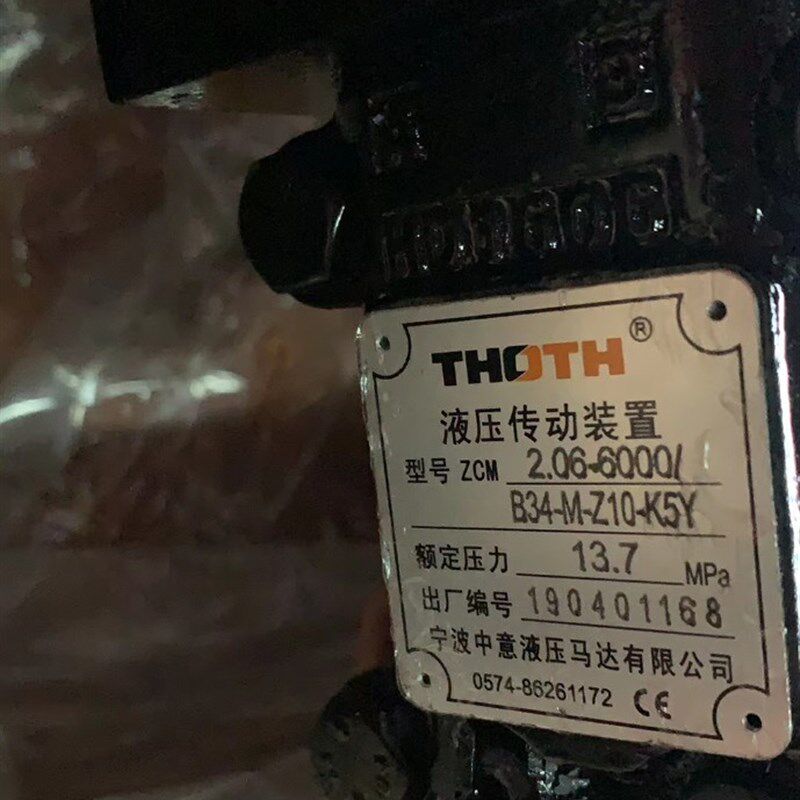 THOTH®
液压传动装置
型号 ZCM 2.06-6000/
B34-M-Z10-K5Y
额定压力 13.7 MPa
出厂编号 190401168
宁波中意液压马达有限公司
0574-86261172 CE